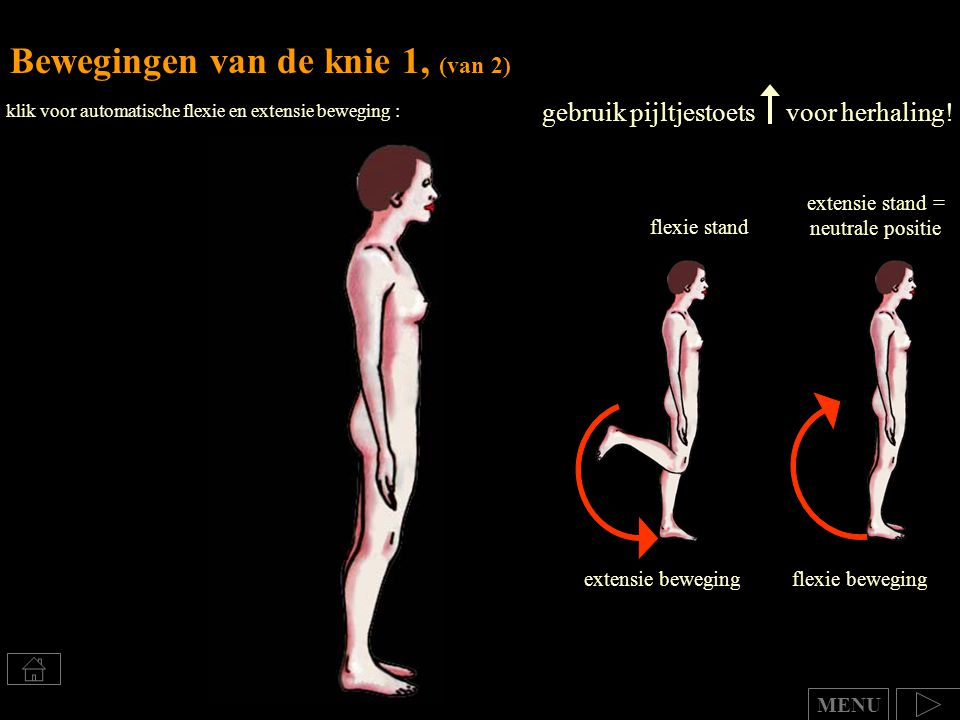 Bewegingen van de knie 1, (van 2)
klik voor automatische flexie en extensie beweging :
gebruik pijltjestoets voor herhaling!
flexie stand
extensie stand =
neutrale positie
extensie beweging
flexie beweging
MENU